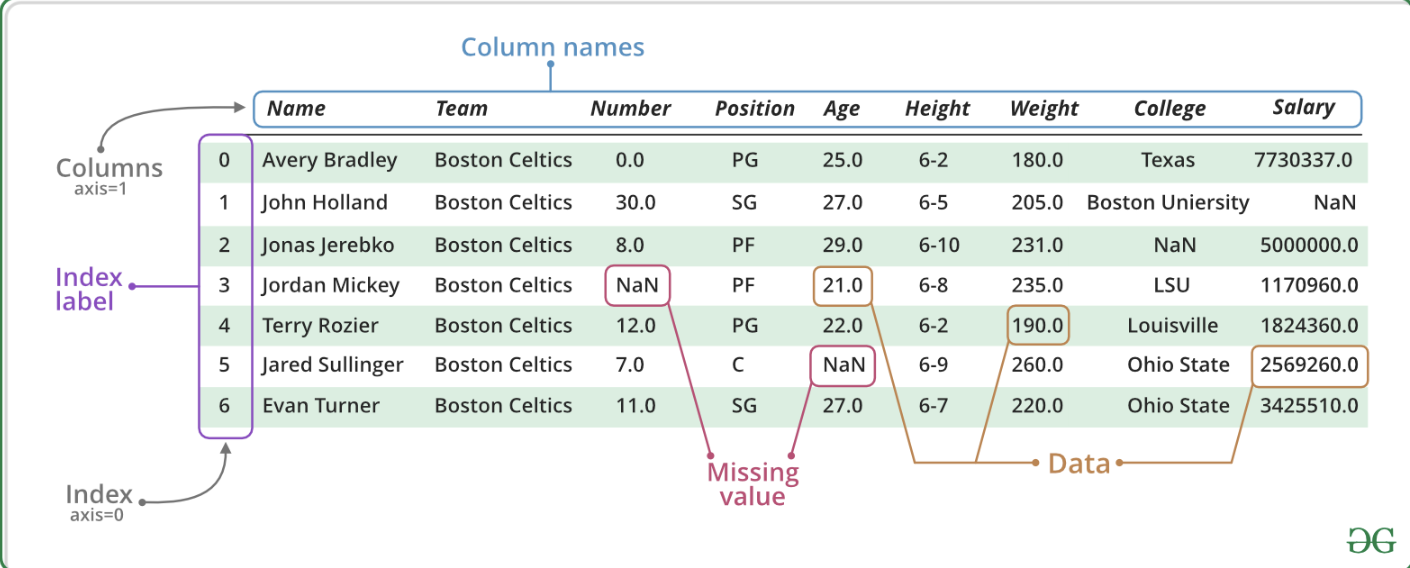 Column names
Name Team Number Position Age Height Weight College Salary
Columns
axis=1
0 Avery Bradley Boston Celtics 0.0 PG 25.0 6-2 180.0 Texas 7730337.0
1 John Holland Boston Celtics 30.0 SG 27.0 6-5 205.0 Boston Uniersity NaN
2 Jonas Jerebko Boston Celtics 8.0 PF 29.0 6-10 231.0 NaN 5000000.0
Index
label
3 Jordan Mickey Boston Celtics NaN PF 21.0 6-8 235.0 LSU 1170960.0
4 Terry Rozier Boston Celtics 12.0 PG 22.0 6-2 190.0 Louisville 1824360.0
5 Jared Sullinger Boston Celtics 7.0 C NaN 6-9 260.0 Ohio State 2569260.0
6 Evan Turner Boston Celtics 11.0 SG 27.0 6-7 220.0 Ohio State 3425510.0
Missing
value
Data
Index
axis=0